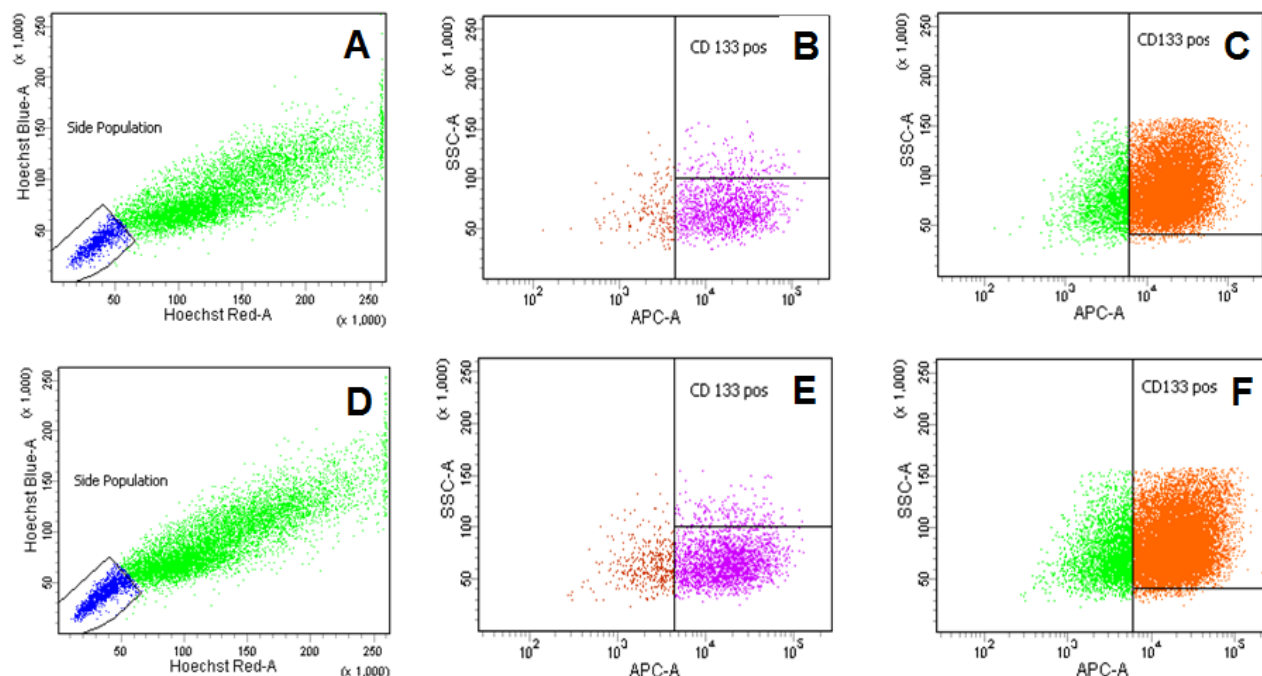 A
(x 1,000)
Hoechst Blue-A
250
200
150
100
50
Side Population
50 100 150 200 250
Hoechst Red-A
(x 1,000)
B
CD 133 pos
(x 1,000)
SSC-A
250
200
150
100
50
10² 10³ 10⁴ 10⁵
APC-A
C
CD133 pos
(x 1,000)
SSC-A
250
200
150
100
50
10² 10³ 10⁴ 10⁵
APC-A
D
(x 1,000)
Hoechst Blue-A
250
200
150
100
50
Side Population
50 100 150 200 250
Hoechst Red-A
(x 1,000)
E
CD 133 pos
(x 1,000)
SSC-A
250
200
150
100
50
10² 10³ 10⁴ 10⁵
APC-A
F
CD133 pos
(x 1,000)
SSC-A
250
200
150
100
50
10² 10³ 10⁴ 10⁵
APC-A